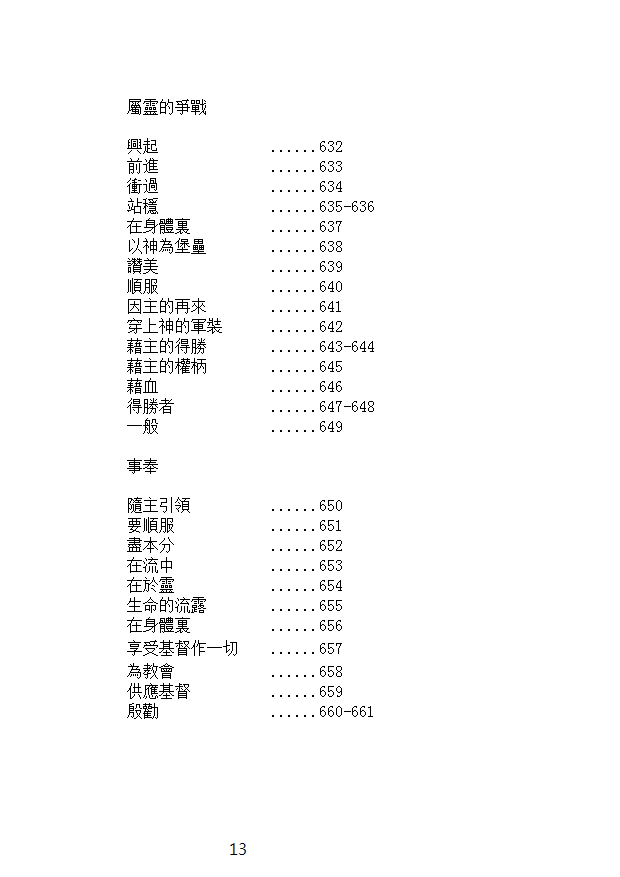 屬靈的爭戰
興起 ......632
前進 ......633
衝過 ......634
站穩 ......635-636
在身體裏 ......637
以神為堡壘 ......638
讚美 ......639
順服 ......640
因主的再來 ......641
穿上神的軍裝 ......642
藉主的得勝 ......643-644
藉主的權柄 ......645
藉血 ......646
得勝者 ......647-648
一般 ......649
事奉
隨主引領 ......650
要順服 ......651
盡本分 ......652
在流中 ......653
在於靈 ......654
生命的流露 ......655
在身體裏 ......656
享受基督作一切 ......657
為教會 ......658
供應基督 ......659
殷勸 ......660-661
13